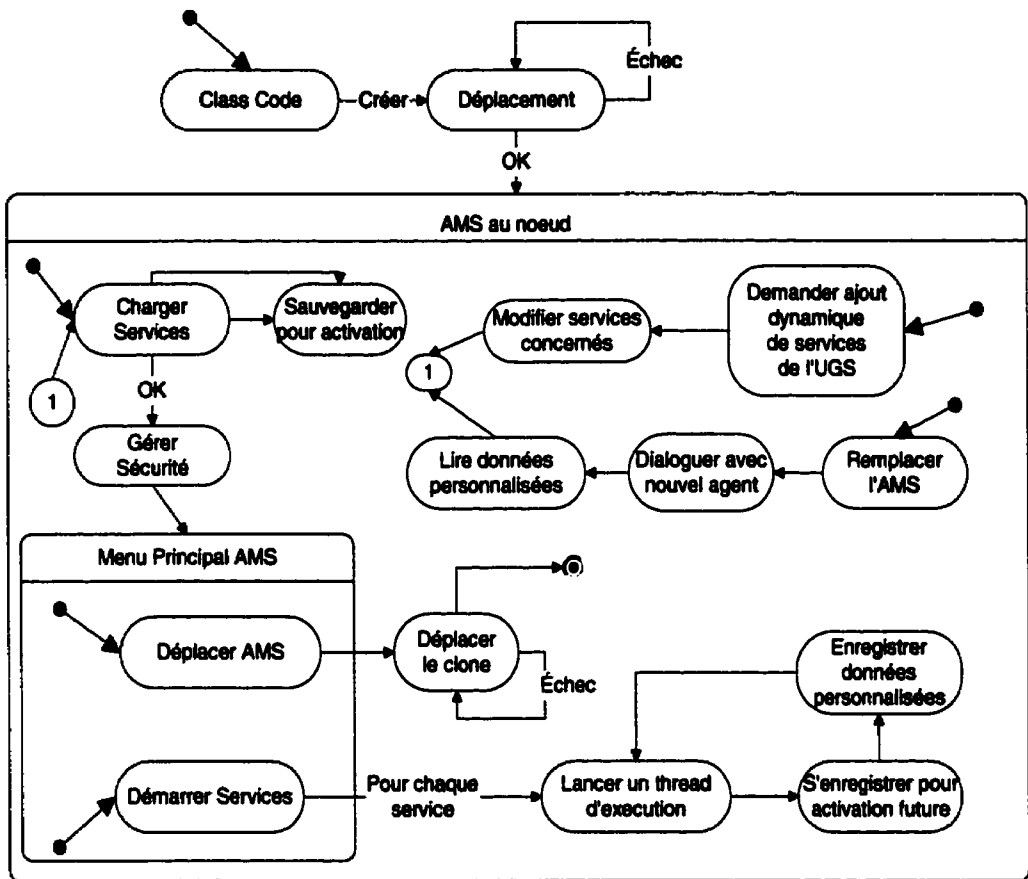 Échec
Class Code
Créer
Déplacement
OK
AMS au noeud
Charger
Services
Sauvegarder
pour activation
Modifier services
concernés
Demander ajout
dynamique
de services
de l'UGS
1
1
OK
Gérer
Sécurité
Lire données
personnalisées
Dialoguer avec
nouvel agent
Remplacer
l'AMS
Menu Principal AMS
Déplacer AMS
Déplacer
le clone
Échec
Enregistrer
données
personnalisées
Démarrer Services
Pour chaque
service
Lancer un thread
d'execution
S'enregistrer pour
activation future